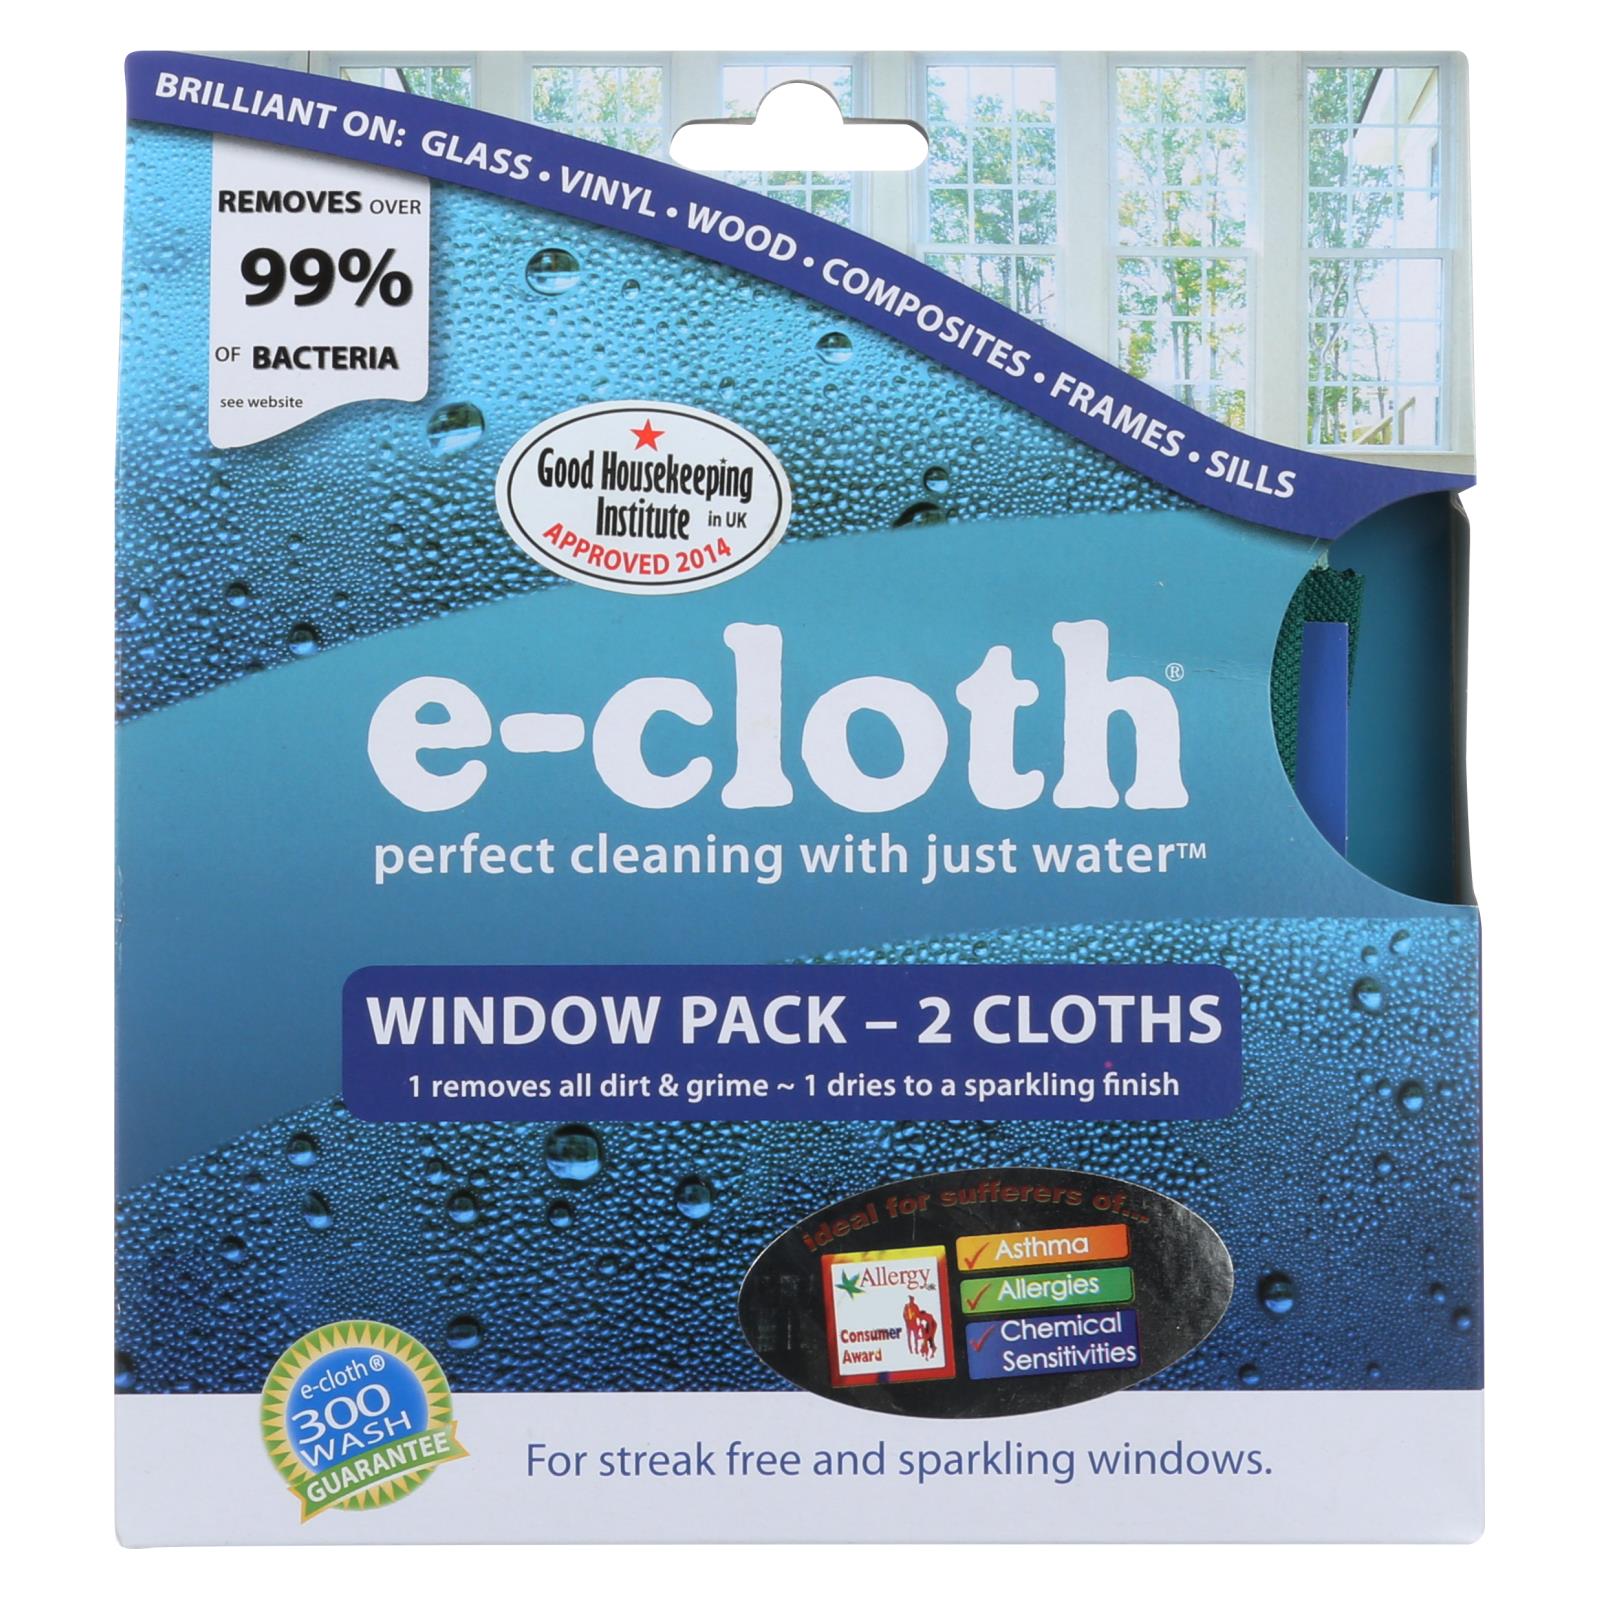 BRILLIANT ON: GLASS • VINYL • WOOD • COMPOSITES • FRAMES • SILLS
REMOVES OVER
99%
OF BACTERIA
see website
Good Housekeeping
Institute in UK
APPROVED 2014
e-cloth®
perfect cleaning with just water™
WINDOW PACK – 2 CLOTHS
1 removes all dirt & grime ~ 1 dries to a sparkling finish
ideal for sufferers of...
Allergy UK
Consumer
Award
Asthma
Allergies
Chemical
Sensitivities
e-cloth®
300
WASH
GUARANTEE
For streak free and sparkling windows.